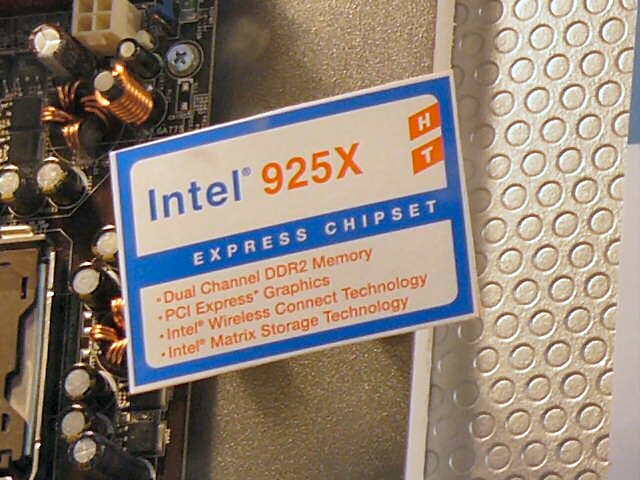 Intel® 925X
H
T
EXPRESS CHIPSET
•Dual Channel DDR2 Memory
•PCI Express* Graphics
•Intel® Wireless Connect Technology
•Intel® Matrix Storage Technology